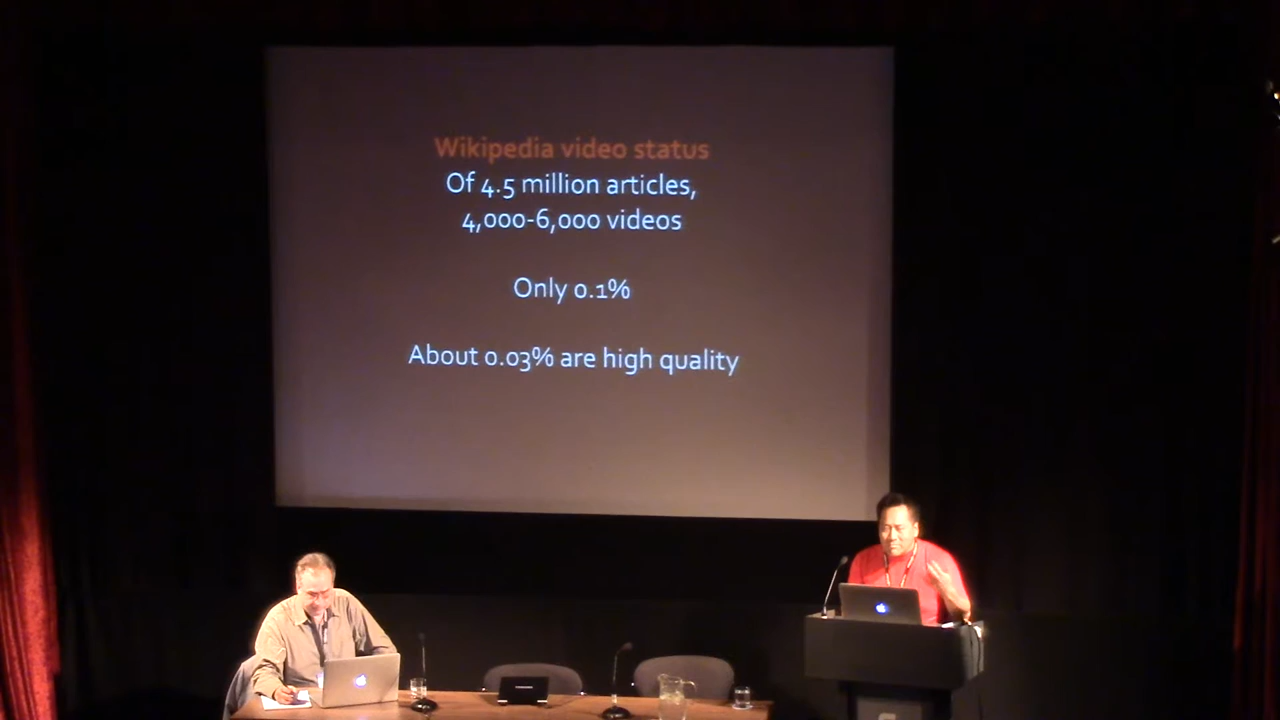 Wikipedia video status
Of 4.5 million articles,
4,000-6,000 videos
Only 0.1%
About 0.03% are high quality